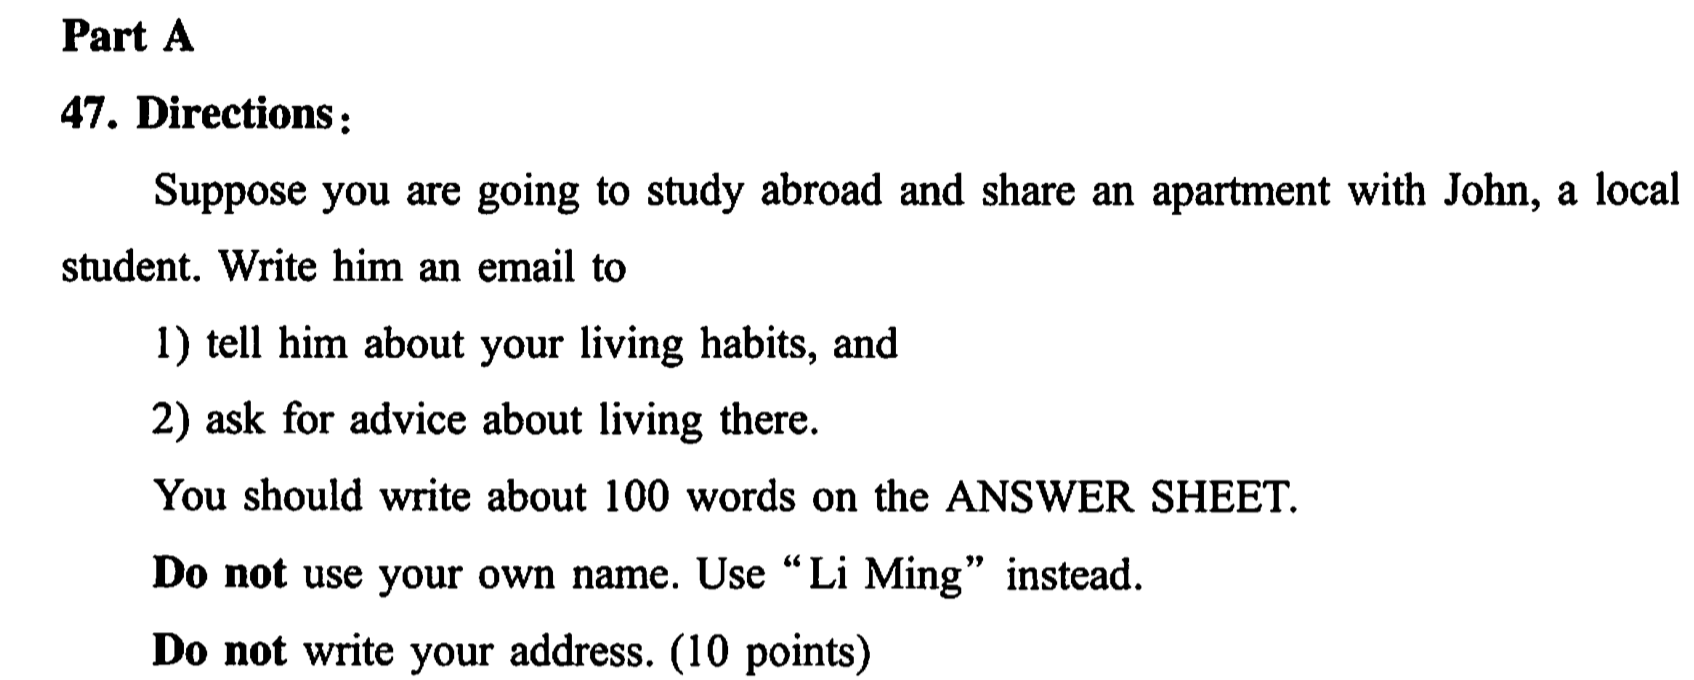 Part A
47. Directions:
Suppose you are going to study abroad and share an apartment with John, a local
student. Write him an email to
1) tell him about your living habits, and
2) ask for advice about living there.
You should write about 100 words on the ANSWER SHEET.
Do not use your own name. Use “Li Ming” instead.
Do not write your address. (10 points)